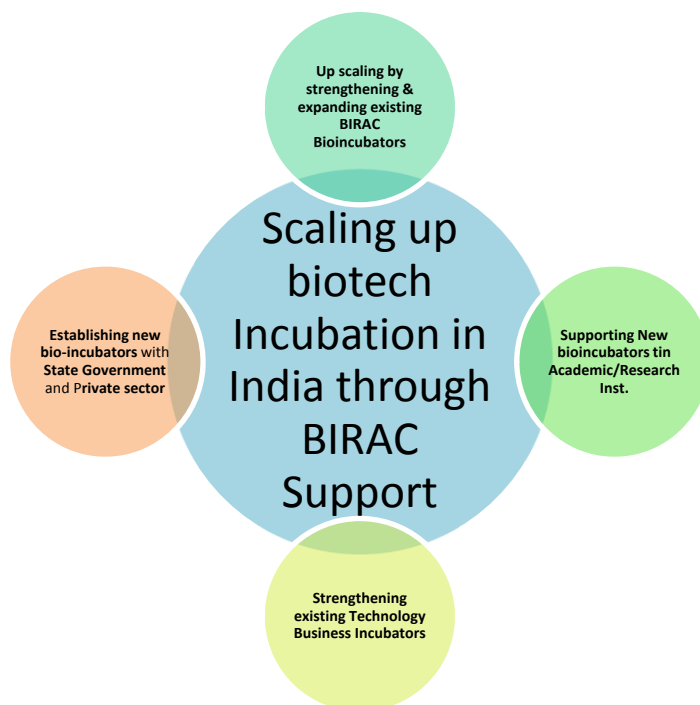 Up scaling by
strengthening &
expanding existing
BIRAC
Bioincubators
Scaling up
biotech
Incubation in
India through
BIRAC
Support
Establishing new
bio-incubators with
State Government
and Private sector
Supporting New
bioincubators tin
Academic/Research
Inst.
Strengthening
existing Technology
Business Incubators